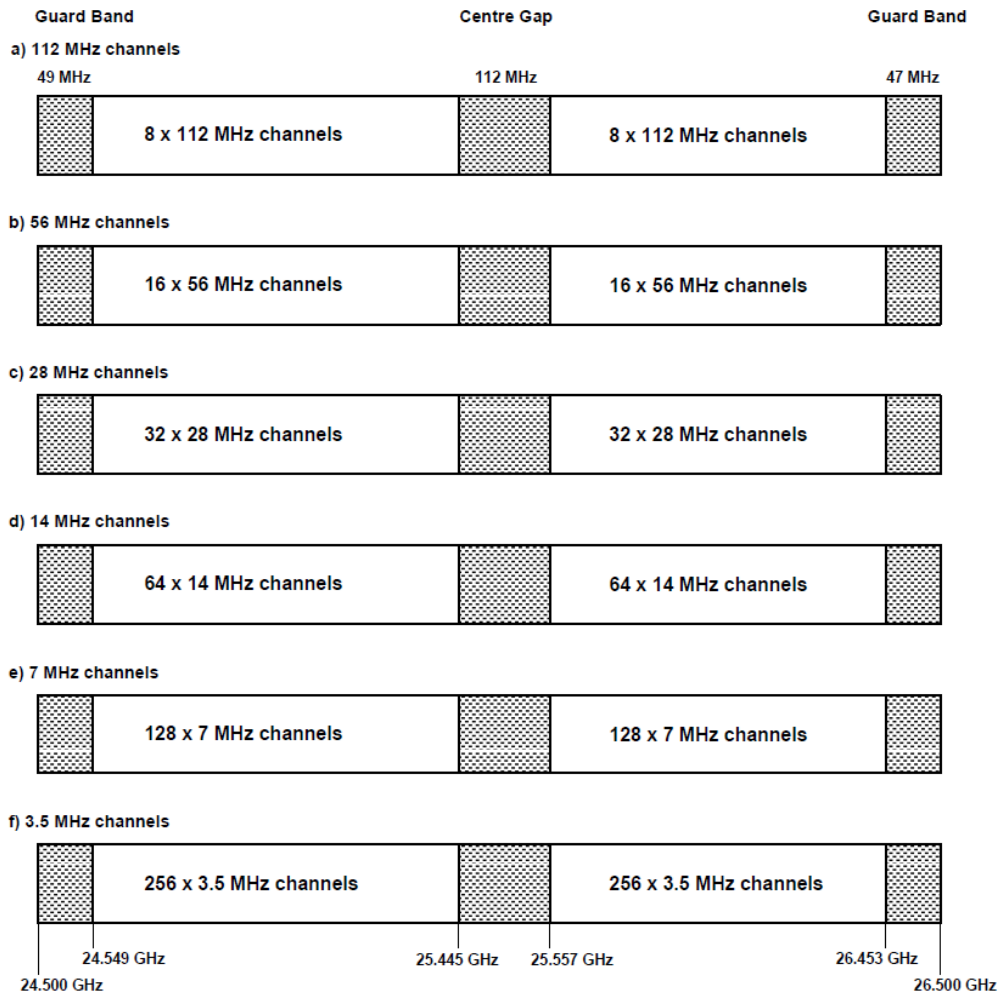 Guard Band Centre Gap Guard Band
a) 112 MHz channels
49 MHz 112 MHz 47 MHz
8 x 112 MHz channels 8 x 112 MHz channels
b) 56 MHz channels
16 x 56 MHz channels 16 x 56 MHz channels
c) 28 MHz channels
32 x 28 MHz channels 32 x 28 MHz channels
d) 14 MHz channels
64 x 14 MHz channels 64 x 14 MHz channels
e) 7 MHz channels
128 x 7 MHz channels 128 x 7 MHz channels
f) 3.5 MHz channels
256 x 3.5 MHz channels 256 x 3.5 MHz channels
24.549 GHz 25.445 GHz 25.557 GHz 26.453 GHz
24.500 GHz 26.500 GHz